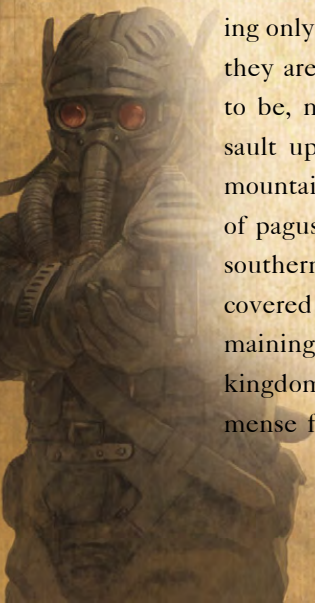 ing only
they are
to be, m
sault up
mountai
of pagus
southern
covered
maining
kingdom
mense f